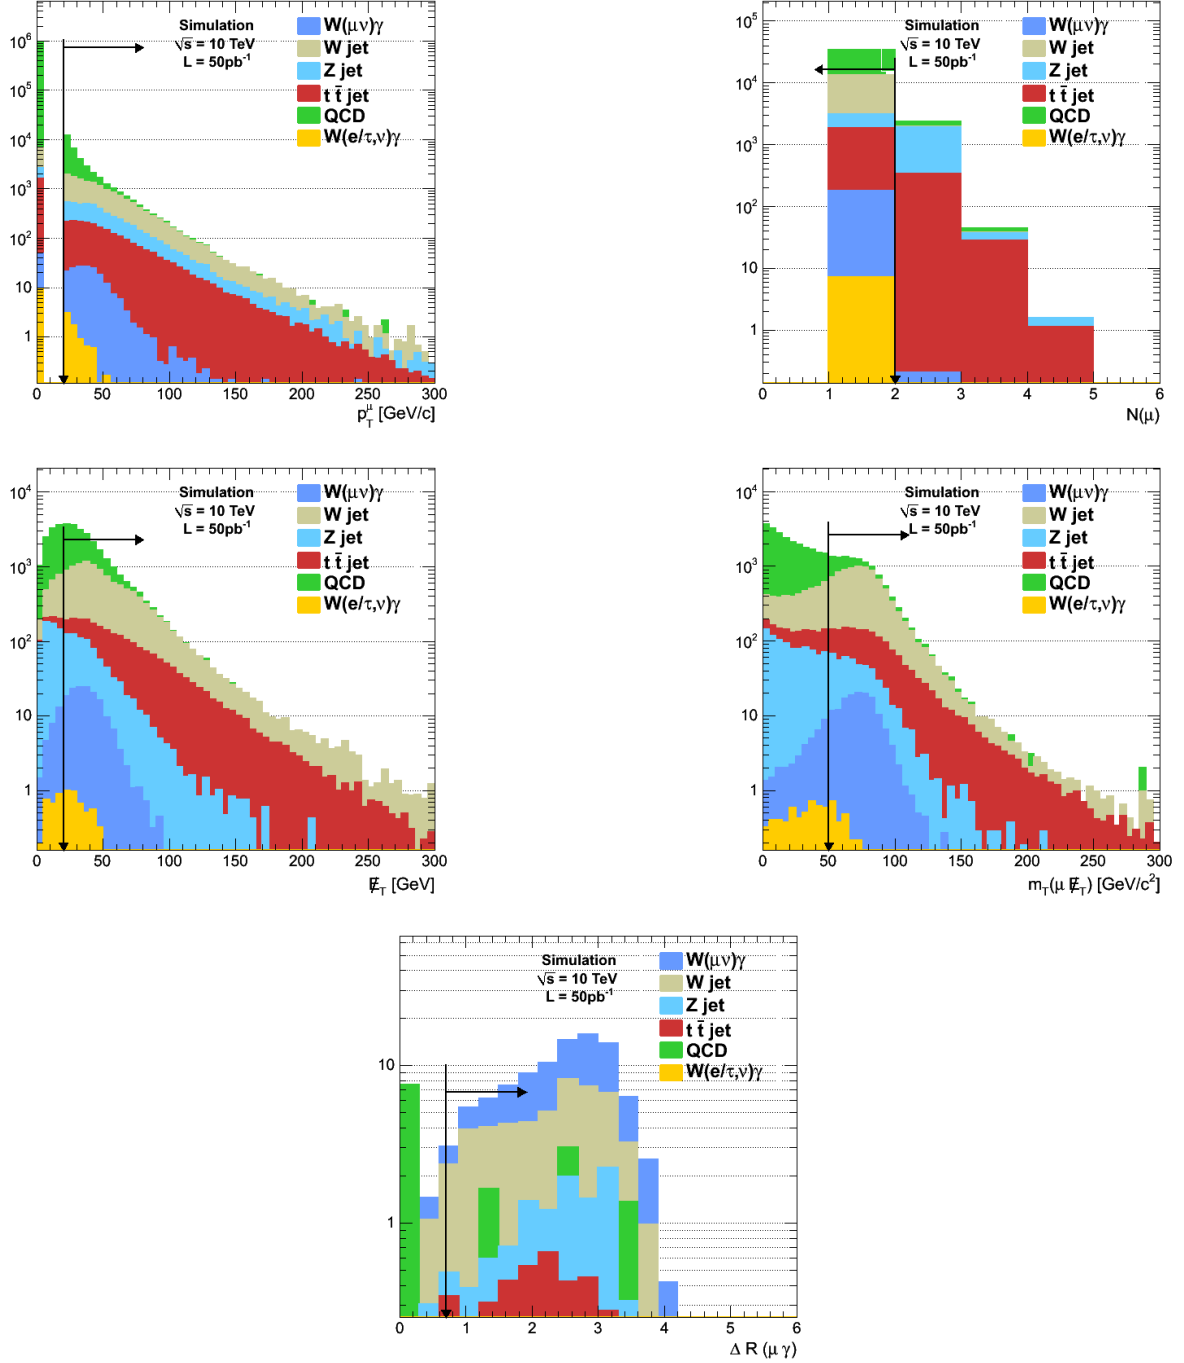 Simulation
√s = 10 TeV
L = 50pb⁻¹
W(μν)γ
W jet
Z jet
t t̄ jet
QCD
W(e/τ,ν)γ
10⁶
10⁵
10⁴
10³
10²
10
1
0 50 100 150 200 250 300
p_T^μ [GeV/c]
Simulation
√s = 10 TeV
L = 50pb⁻¹
W(μν)γ
W jet
Z jet
t t̄ jet
QCD
W(e/τ,ν)γ
10⁵
10⁴
10³
10²
10
1
0 1 2 3 4 5 6
N(μ)
Simulation
√s = 10 TeV
L = 50pb⁻¹
W(μν)γ
W jet
Z jet
t t̄ jet
QCD
W(e/τ,ν)γ
10⁴
10³
10²
10
1
0 50 100 150 200 250 300
E̸_T [GeV]
Simulation
√s = 10 TeV
L = 50pb⁻¹
W(μν)γ
W jet
Z jet
t t̄ jet
QCD
W(e/τ,ν)γ
10⁴
10³
10²
10
1
0 50 100 150 200 250 300
m_T(μ E̸_T) [GeV/c²]
Simulation
√s = 10 TeV
L = 50pb⁻¹
W(μν)γ
W jet
Z jet
t t̄ jet
QCD
W(e/τ,ν)γ
10
1
0 1 2 3 4 5 6
Δ R (μ γ)